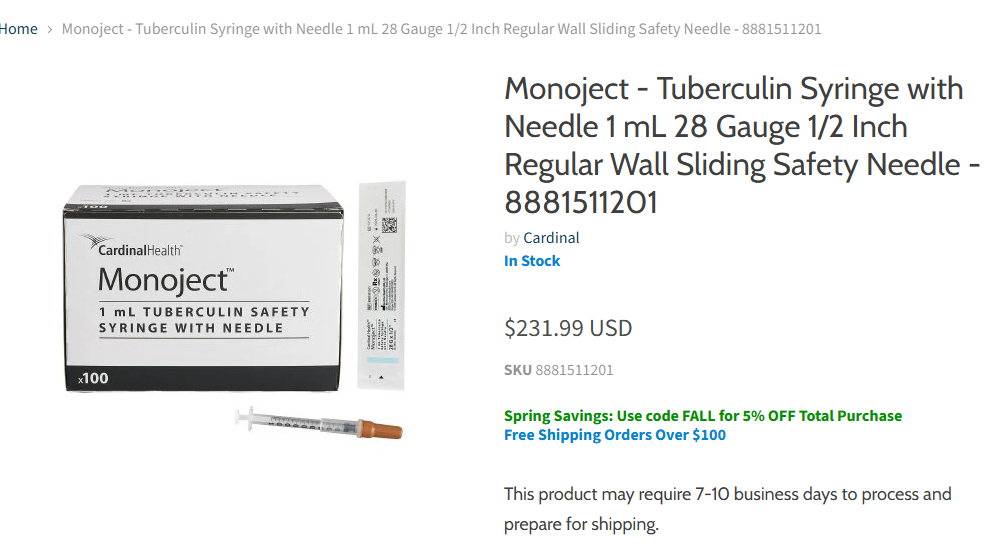 Home > Monoject - Tuberculin Syringe with Needle 1 mL 28 Gauge 1/2 Inch Regular Wall Sliding Safety Needle - 8881511201
Monoject - Tuberculin Syringe with
Needle 1 mL 28 Gauge 1/2 Inch
Regular Wall Sliding Safety Needle -
8881511201
by Cardinal
In Stock
$231.99 USD
SKU 8881511201
Spring Savings: Use code FALL for 5% OFF Total Purchase
Free Shipping Orders Over $100
This product may require 7-10 business days to process and
prepare for shipping.
Monoject
x100
CardinalHealth™
Monoject™
1 mL TUBERCULIN SAFETY
SYRINGE WITH NEEDLE
x100